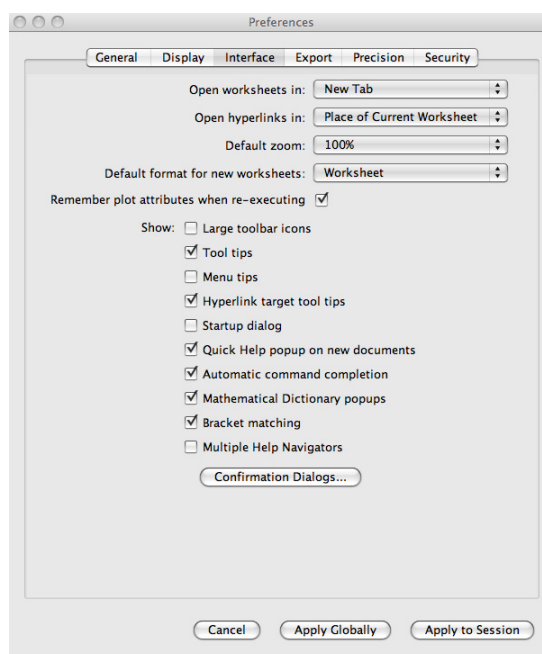 Preferences
General Display Interface Export Precision Security
Open worksheets in: New Tab
Open hyperlinks in: Place of Current Worksheet
Default zoom: 100%
Default format for new worksheets: Worksheet
Remember plot attributes when re-executing
Show: Large toolbar icons
Tool tips
Menu tips
Hyperlink target tool tips
Startup dialog
Quick Help popup on new documents
Automatic command completion
Mathematical Dictionary popups
Bracket matching
Multiple Help Navigators
Confirmation Dialogs...
Cancel Apply Globally Apply to Session